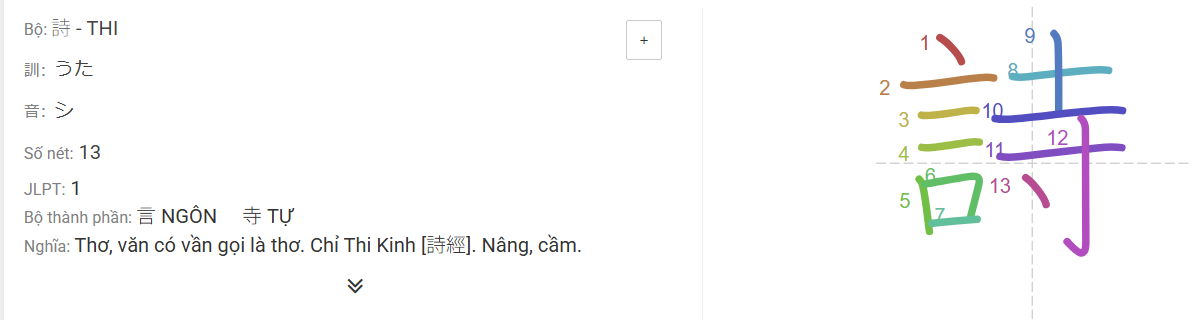 Bộ: 詩 - THI
+
訓: うた
音: シ
Số nét: 13
JLPT: 1
Bộ thành phần: 言 NGÔN 寺 TỰ
Nghĩa: Thơ, văn có vần gọi là thơ. Chỉ Thi Kinh [詩經]. Nâng, cầm.
詩
1
2
3
4
5
6
7
8
9
10
11
12
13